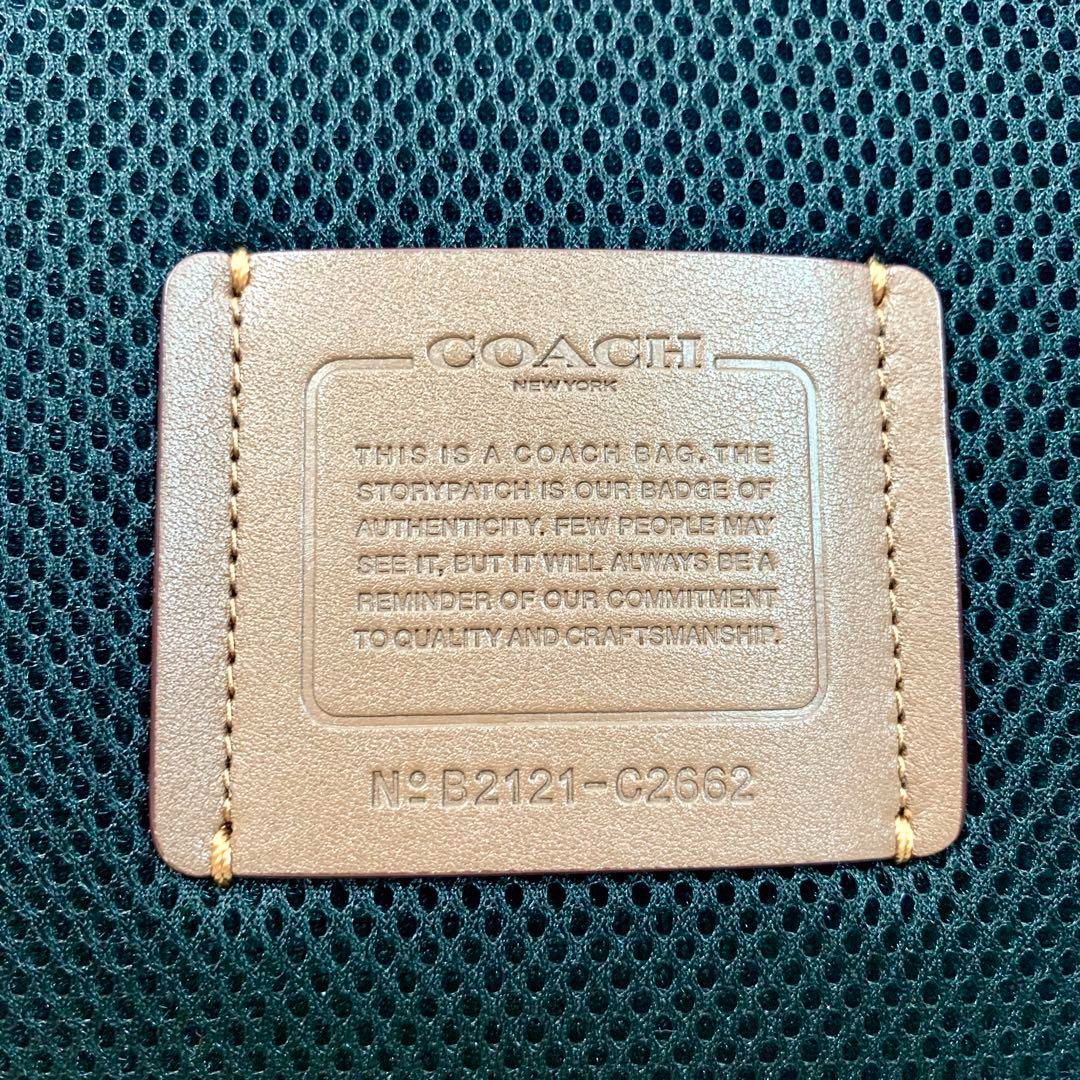 COACH
NEW YORK
THIS IS A COACH BAG. THE
STORYPATCH IS OUR BADGE OF
AUTHENTICITY. FEW PEOPLE MAY
SEE IT, BUT IT WILL ALWAYS BE A
REMINDER OF OUR COMMITMENT
TO QUALITY AND CRAFTSMANSHIP.
Nº B2121-C2662